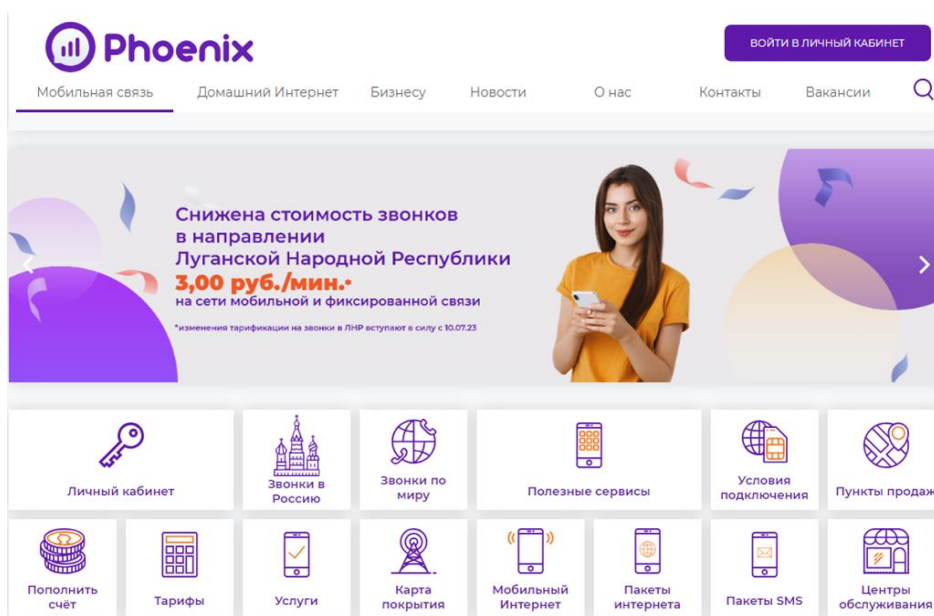 Phoenix
ВОЙТИ В ЛИЧНЫЙ КАБИНЕТ
Мобильная связь Домашний Интернет Бизнесу Новости О нас Контакты Вакансии
Снижена стоимость звонков
в направлении
Луганской Народной Республики
3,00 руб./мин.*
на сети мобильной и фиксированной связи
*изменения тарификации на звонки в ЛНР вступают в силу с 10.07.23
Личный кабинет
Звонки в
Россию
Звонки по
миру
Полезные сервисы
Условия
подключения
Пункты продаж
Пополнить
счёт
Тарифы
Услуги
Карта
покрытия
Мобильный
Интернет
Пакеты
интернета
Пакеты SMS
Центры
обслуживания